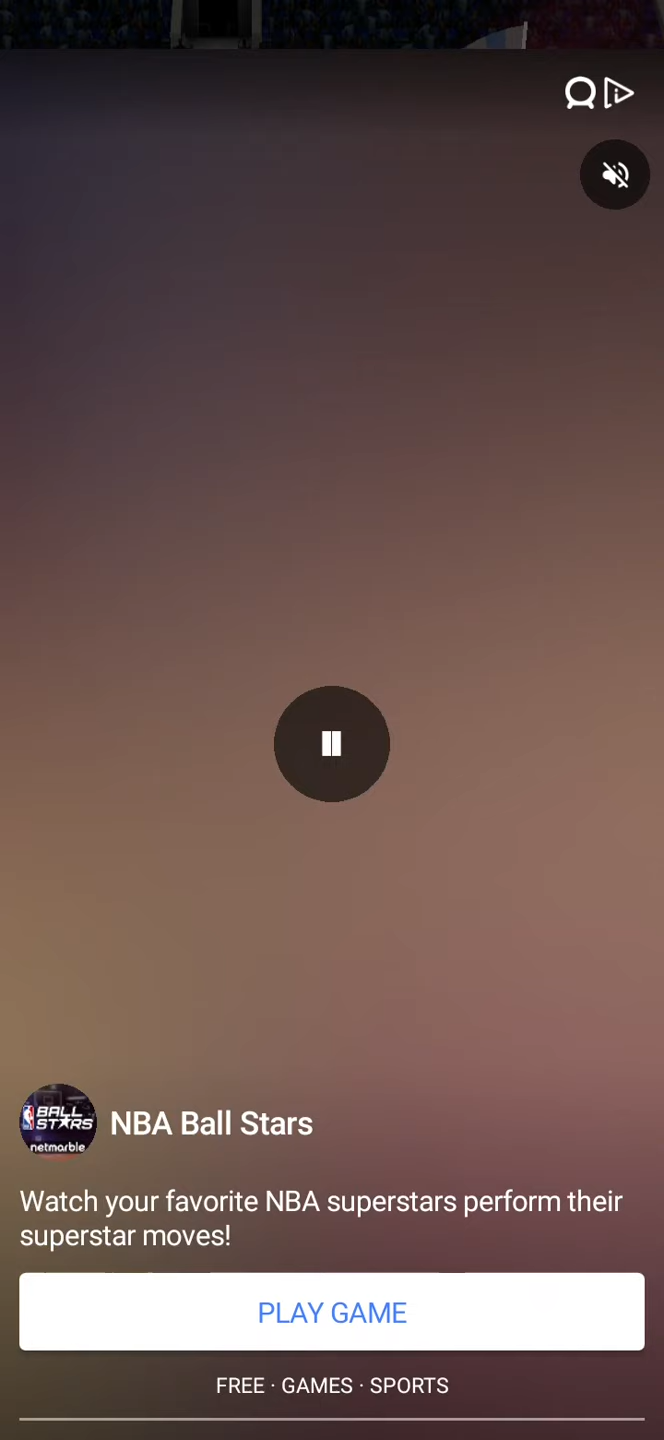 BALL
STARS
netmarble
NBA Ball Stars
Watch your favorite NBA superstars perform their
superstar moves!
PLAY GAME
FREE · GAMES · SPORTS